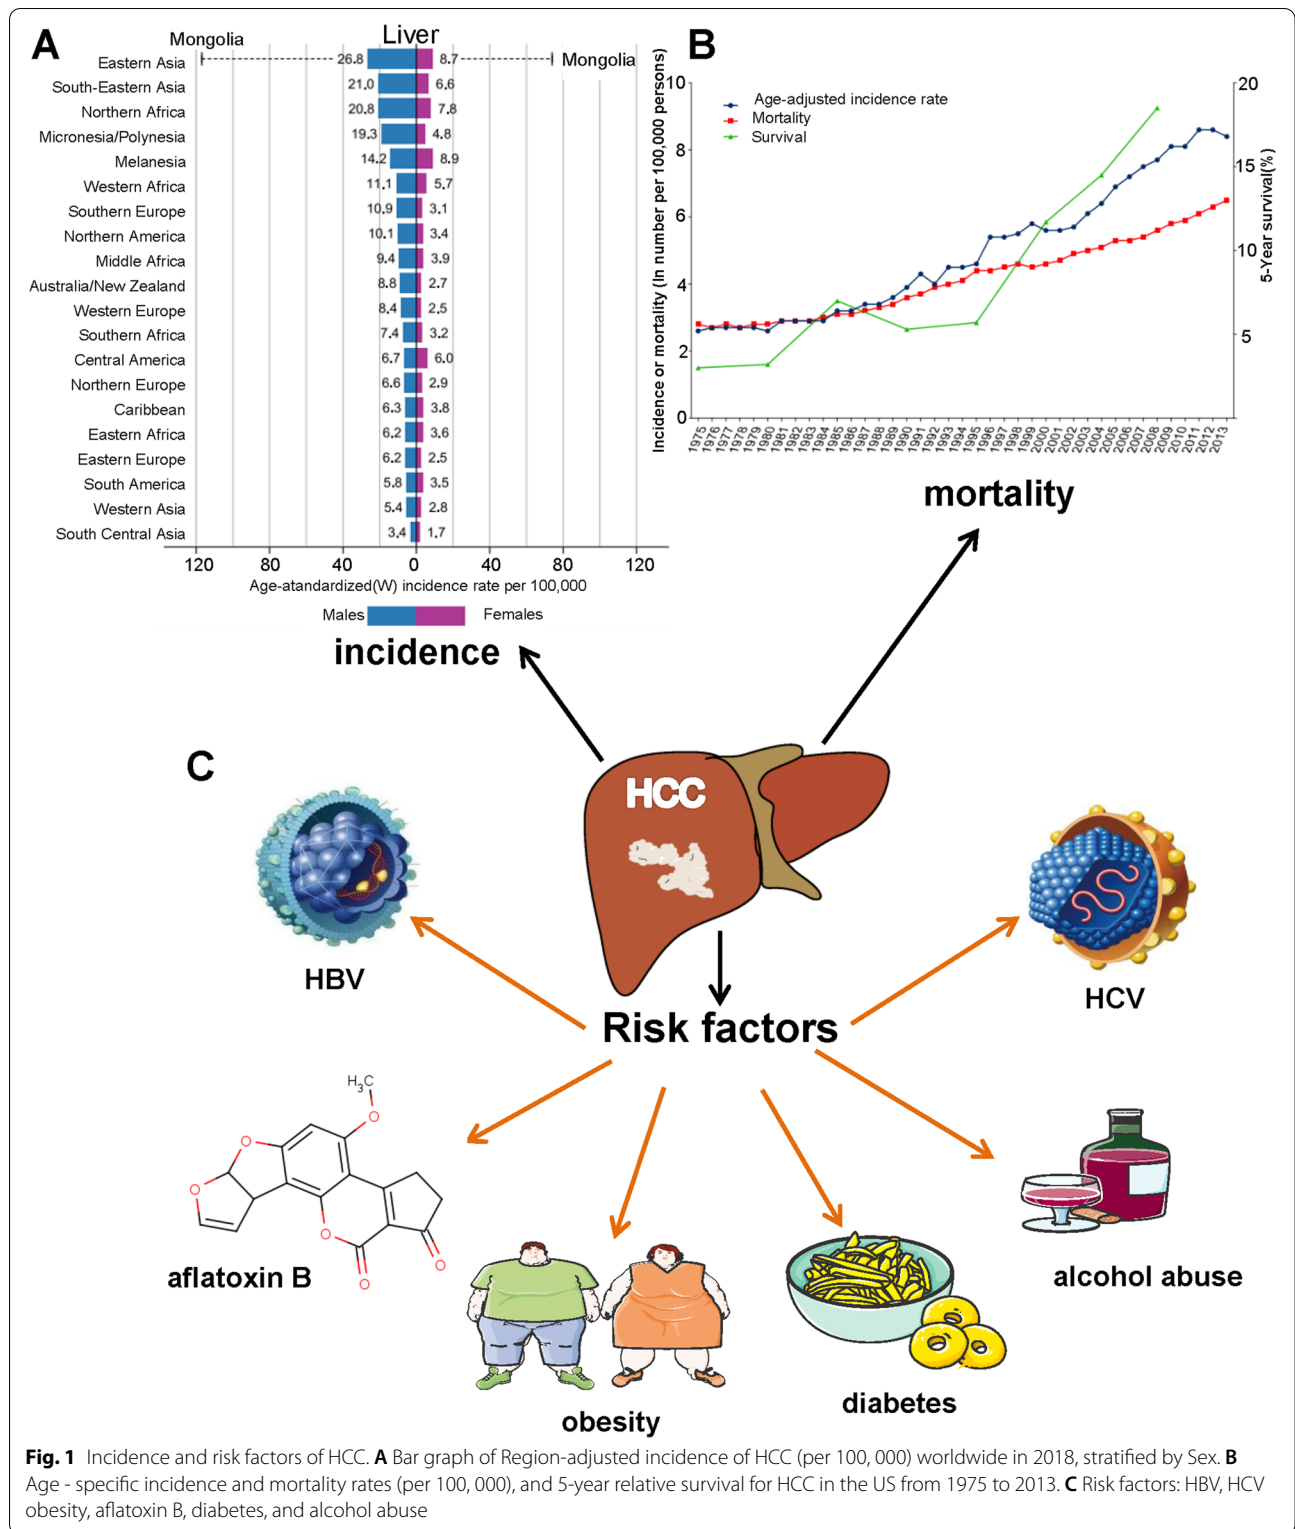 A
Liver
Mongolia
Mongolia
Eastern Asia 26.8 8.7
South-Eastern Asia 21.0 6.6
Northern Africa 20.8 7.8
Micronesia/Polynesia 19.3 4.8
Melanesia 14.2 8.9
Western Africa 11.1 5.7
Southern Europe 10.9 3.1
Northern America 10.1 3.4
Middle Africa 9.4 3.9
Australia/New Zealand 8.8 2.7
Western Europe 8.4 2.5
Southern Africa 7.4 3.2
Central America 6.7 6.0
Northern Europe 6.6 2.9
Caribbean 6.3 3.8
Eastern Africa 6.2 3.6
Eastern Europe 6.2 2.5
South America 5.8 3.5
Western Asia 5.4 2.8
South Central Asia 3.4 1.7
120 80 40 0 40 80 120
Age-atandardized(W) incidence rate per 100,000
Males Females
incidence
B
Incidence or mortality (In number per 100,000 persons)
10
8
6
4
2
0
Age-adjusted incidence rate
Mortality
Survival
20
15
10
5
5-Year survival(%)
1975 1976 1977 1978 1979 1980 1981 1982 1983 1984 1985 1986 1987 1988 1989 1990 1991 1992 1993 1994 1995 1996 1997 1998 1999 2000 2001 2002 2003 2004 2005 2006 2007 2008 2009 2010 2011 2012 2013
mortality
C
HCC
HBV
HCV
Risk factors
H3C
O
O
O
O
O
O
aflatoxin B
alcohol abuse
diabetes
obesity
Fig. 1 Incidence and risk factors of HCC. A Bar graph of Region-adjusted incidence of HCC (per 100, 000) worldwide in 2018, stratified by Sex. B
Age - specific incidence and mortality rates (per 100, 000), and 5-year relative survival for HCC in the US from 1975 to 2013. C Risk factors: HBV, HCV
obesity, aflatoxin B, diabetes, and alcohol abuse